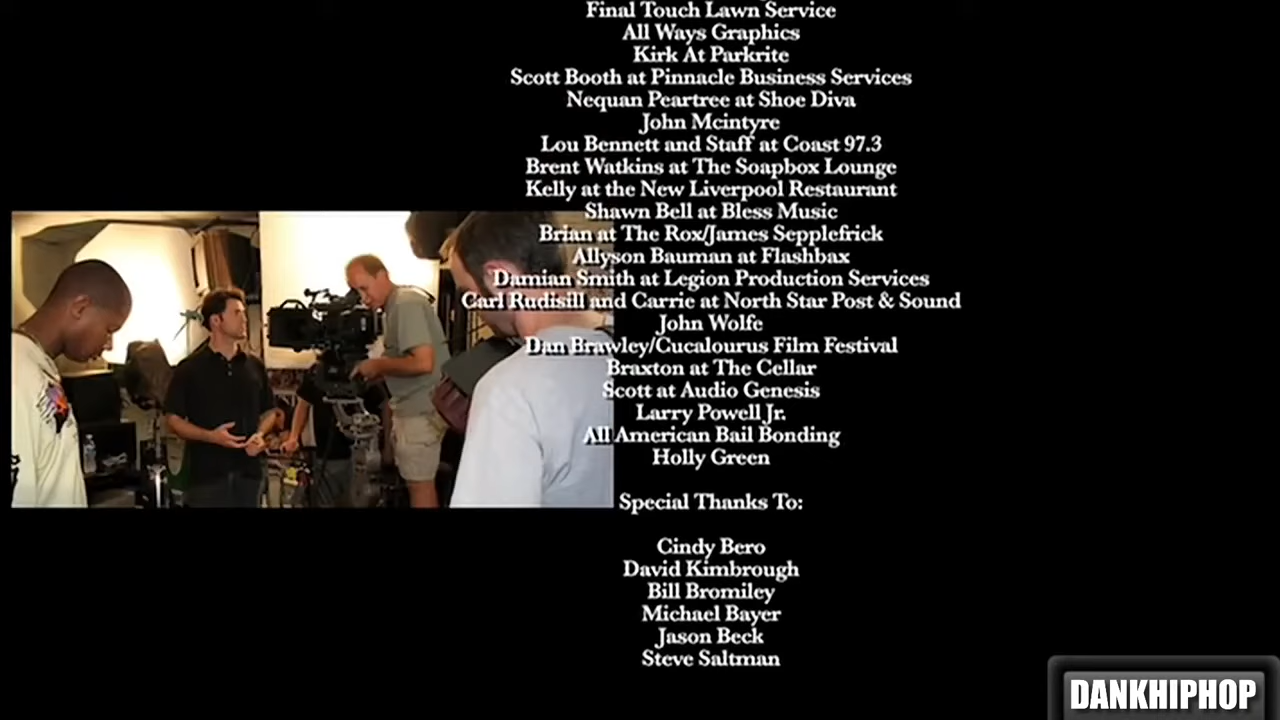 Final Touch Lawn Service
All Ways Graphics
Kirk At Parkrite
Scott Booth at Pinnacle Business Services
Nequan Peartree at Shoe Diva
John Mcintyre
Lou Bennett and Staff at Coast 97.3
Brent Watkins at The Soapbox Lounge
Kelly at the New Liverpool Restaurant
Shawn Bell at Bless Music
Brian at The Rox/James Sepplefrick
Allyson Bauman at Flashbax
Damian Smith at Legion Production Services
Carl Rudisill and Carrie at North Star Post & Sound
John Wolfe
Dan Brawley/Cucalourus Film Festival
Braxton at The Cellar
Scott at Audio Genesis
Larry Powell Jr.
All American Bail Bonding
Holly Green
Special Thanks To:
Cindy Bero
David Kimbrough
Bill Bromiley
Michael Bayer
Jason Beck
Steve Saltman
DANKHIPHOP